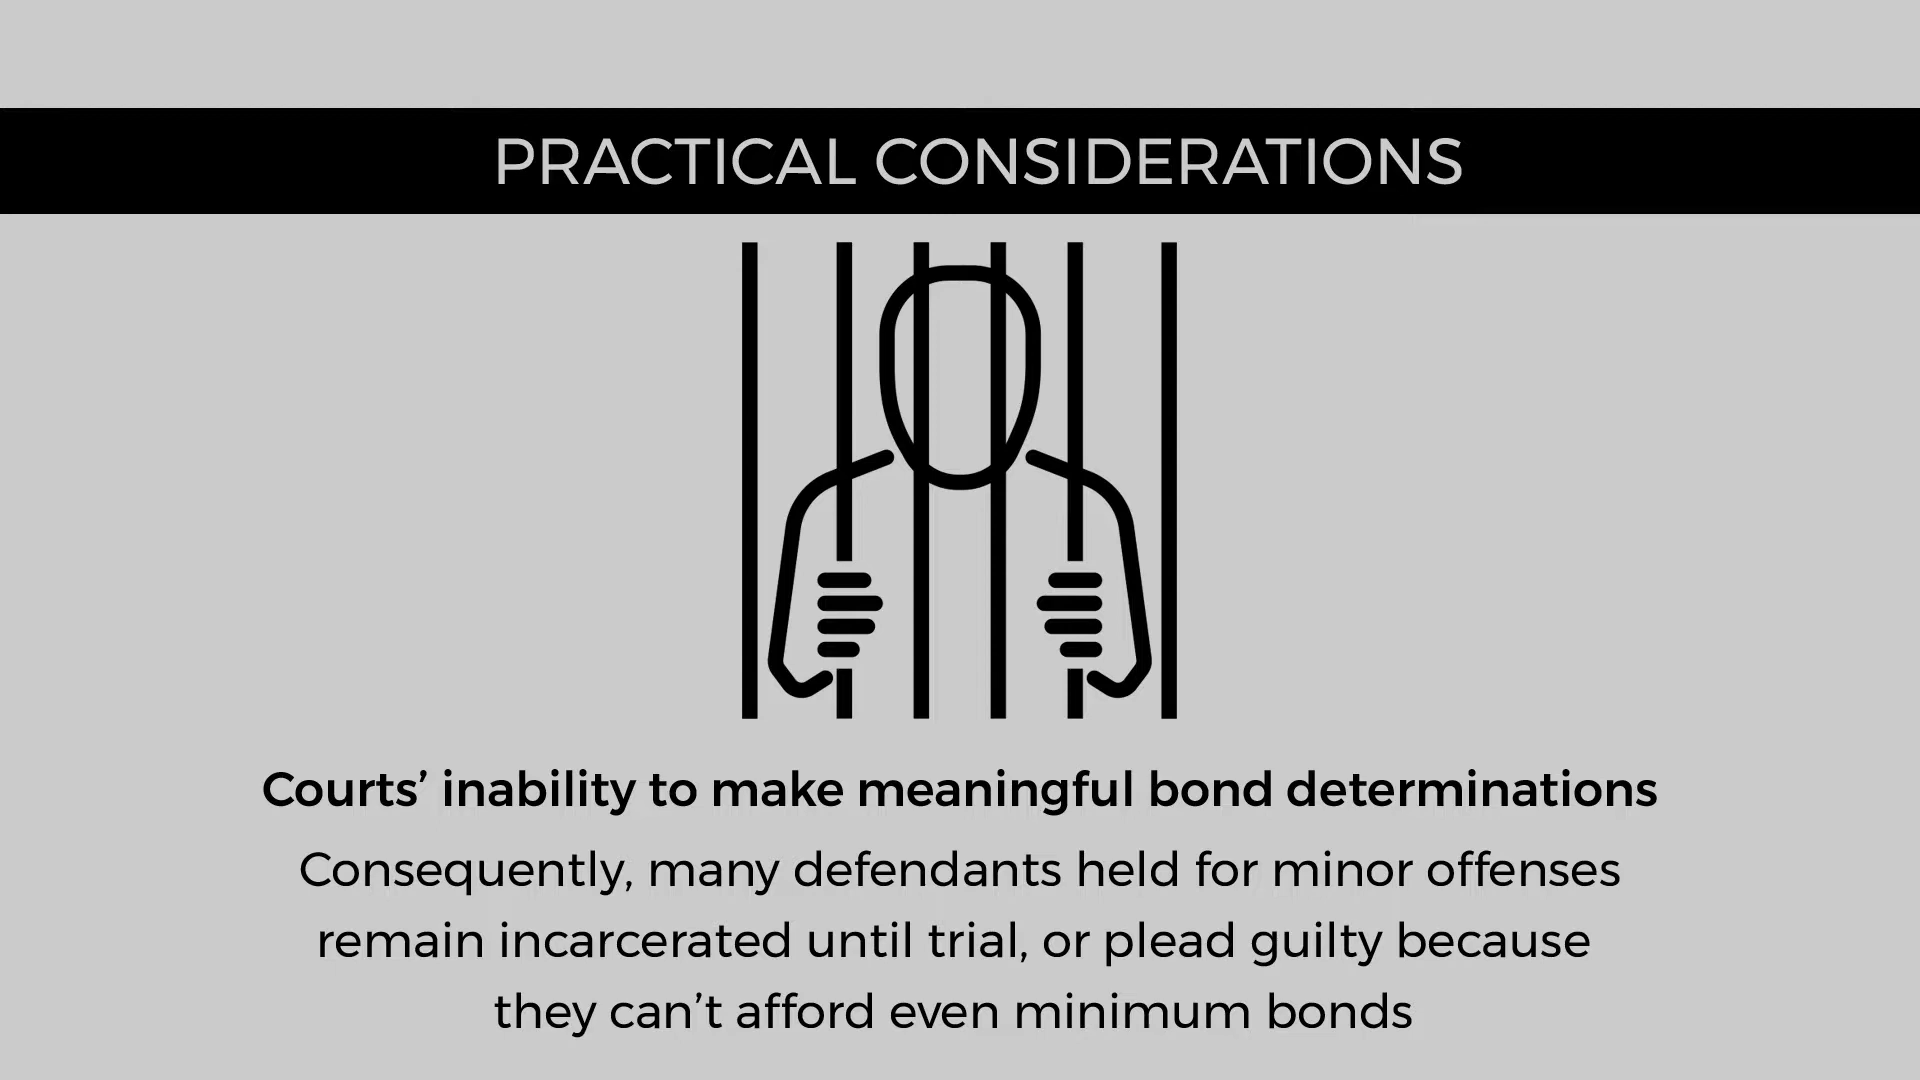 PRACTICAL CONSIDERATIONS
Courts’ inability to make meaningful bond determinations
Consequently, many defendants held for minor offenses
remain incarcerated until trial, or plead guilty because
they can’t afford even minimum bonds